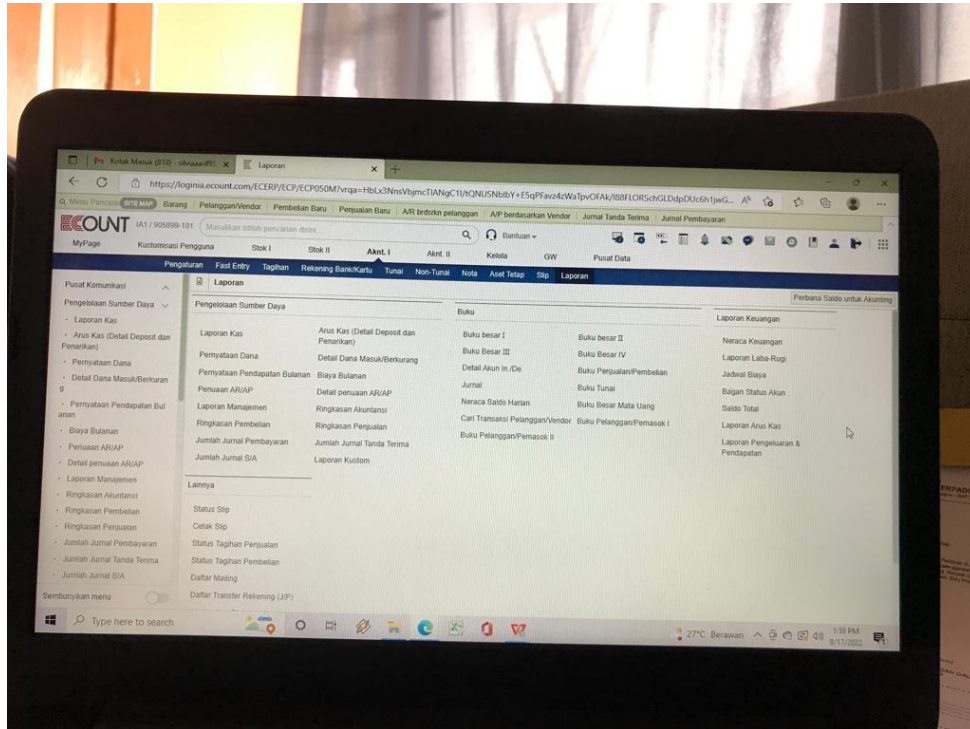 Kotak Masuk (810) -
Laporan
https://loginia.ecount.com/ECERP/ECP/ECP050M?vrqa=
Menu Pencari SITE MAP Barang Pelanggan/Vendor Pembelian Baru Penjualan Baru A/R brdsrkn pelanggan A/P berdasarkan Vendor Jurnal Tanda Terima Jurnal Pembayaran
ECOUNT IA1 / 905899-101 Masukkan istilah pencarian disini Bantuan
MyPage Kustomisasi Pengguna Stok I Stok II Aknt. I Aknt. II Kelola GW Pusat Data
Pengaturan Fast Entry Tagihan Rekening Bank/Kartu Tunai Non-Tunai Nota Aset Tetap Slip Laporan
Laporan
Perbarui Saldo untuk Akunting
Pusat Komunikasi
Pengelolaan Sumber Daya
- Laporan Kas
- Arus Kas (Detail Deposit dan
Penarikan)
- Pernyataan Dana
- Detail Dana Masuk/Berkuran
g
- Pernyataan Pendapatan Bul
anan
- Biaya Bulanan
- Penuaan AR/AP
- Detail penuaan AR/AP
- Laporan Manajemen
- Ringkasan Akuntansi
- Ringkasan Pembelian
- Ringkasan Penjualan
- Jumlah Jurnal Pembayaran
- Jumlah Jurnal Tanda Terima
- Jumlah Jurnal S/A
Sembunyikan menu
Pengelolaan Sumber Daya
Laporan Kas
Arus Kas (Detail Deposit dan
Penarikan)
Pernyataan Dana
Detail Dana Masuk/Berkurang
Pernyataan Pendapatan Bulanan Biaya Bulanan
Penuaan AR/AP
Detail penuaan AR/AP
Laporan Manajemen
Ringkasan Akuntansi
Ringkasan Pembelian
Ringkasan Penjualan
Jumlah Jurnal Pembayaran
Jumlah Jurnal Tanda Terima
Jumlah Jurnal S/A
Laporan Kustom
Buku
Buku besar I
Buku besar II
Buku Besar III
Buku Besar IV
Detail Akun In /De
Buku Penjualan/Pembelian
Jurnal
Buku Tunai
Neraca Saldo Harian
Buku Besar Mata Uang
Cari Transaksi Pelanggan/Vendor
Buku Pelanggan/Pemasok I
Buku Pelanggan/Pemasok II
Laporan Keuangan
Neraca Keuangan
Laporan Laba-Rugi
Jadwal Biaya
Bagan Status Akun
Saldo Total
Laporan Arus Kas
Laporan Pengeluaran &
Pendapatan
Lainnya
Status Slip
Cetak Slip
Status Tagihan Penjualan
Status Tagihan Pembelian
Daftar Mailing
Daftar Transfer Rekening (JIP)
Type here to search
27°C Berawan
1:59 PM
8/17/2022